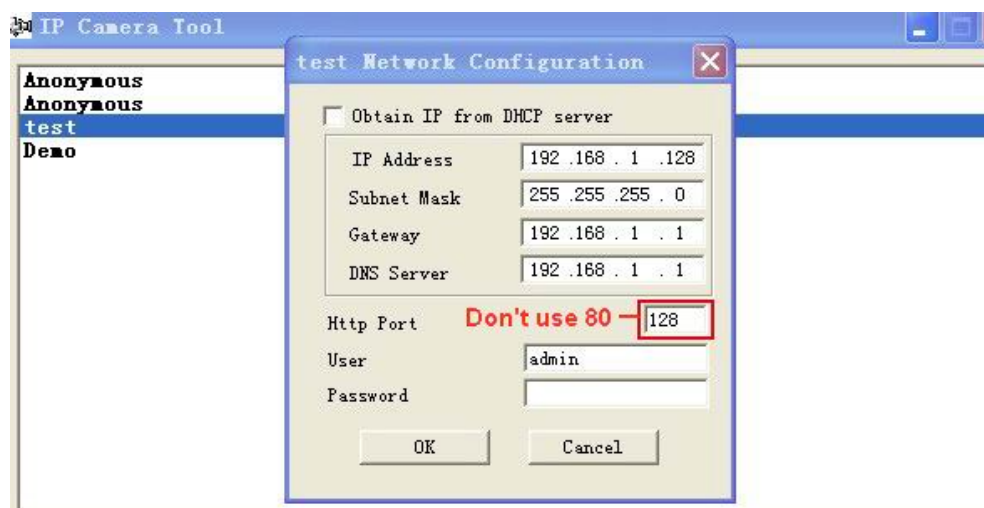 IP Camera Tool
Anonymous
Anonymous
test
Demo
test Network Configuration
Obtain IP from DHCP server
IP Address 192 .168 . 1 .128
Subnet Mask 255 .255 .255 . 0
Gateway 192 .168 . 1 . 1
DNS Server 192 .168 . 1 . 1
Http Port Don't use 80 128
User admin
Password
OK Cancel